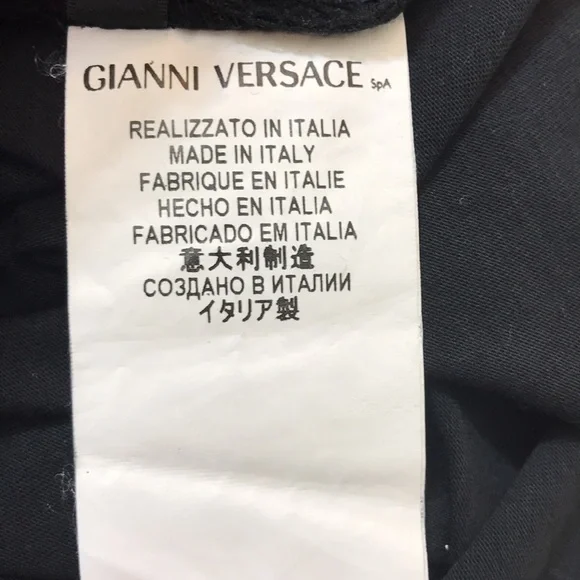 GIANNI VERSACE SpA
REALIZZATO IN ITALIA
MADE IN ITALY
FABRIQUE EN ITALIE
HECHO EN ITALIA
FABRICADO EM ITALIA
意大利制造
СОЗДАНО В ИТАЛИИ
イタリア製